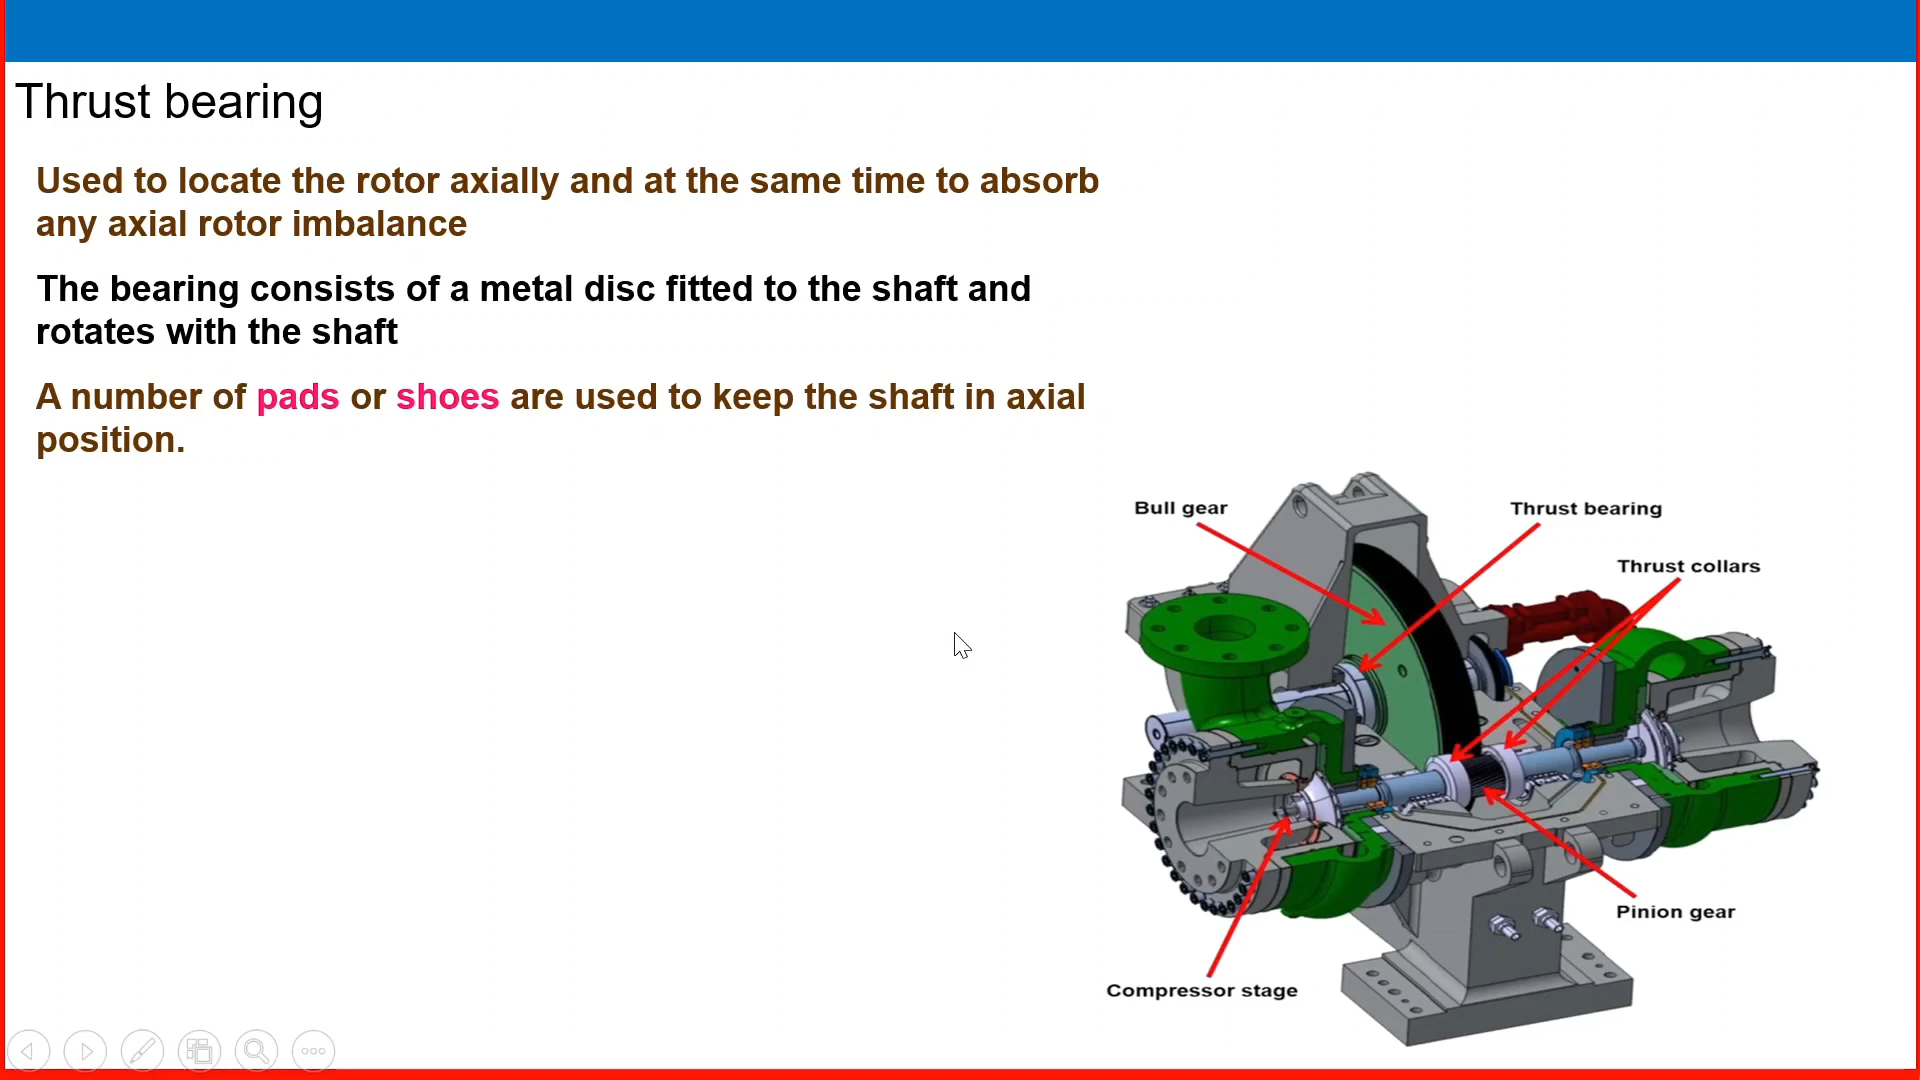 Thrust bearing
Used to locate the rotor axially and at the same time to absorb
any axial rotor imbalance
The bearing consists of a metal disc fitted to the shaft and
rotates with the shaft
A number of pads or shoes are used to keep the shaft in axial
position.
Bull gear
Thrust bearing
Thrust collars
Pinion gear
Compressor stage